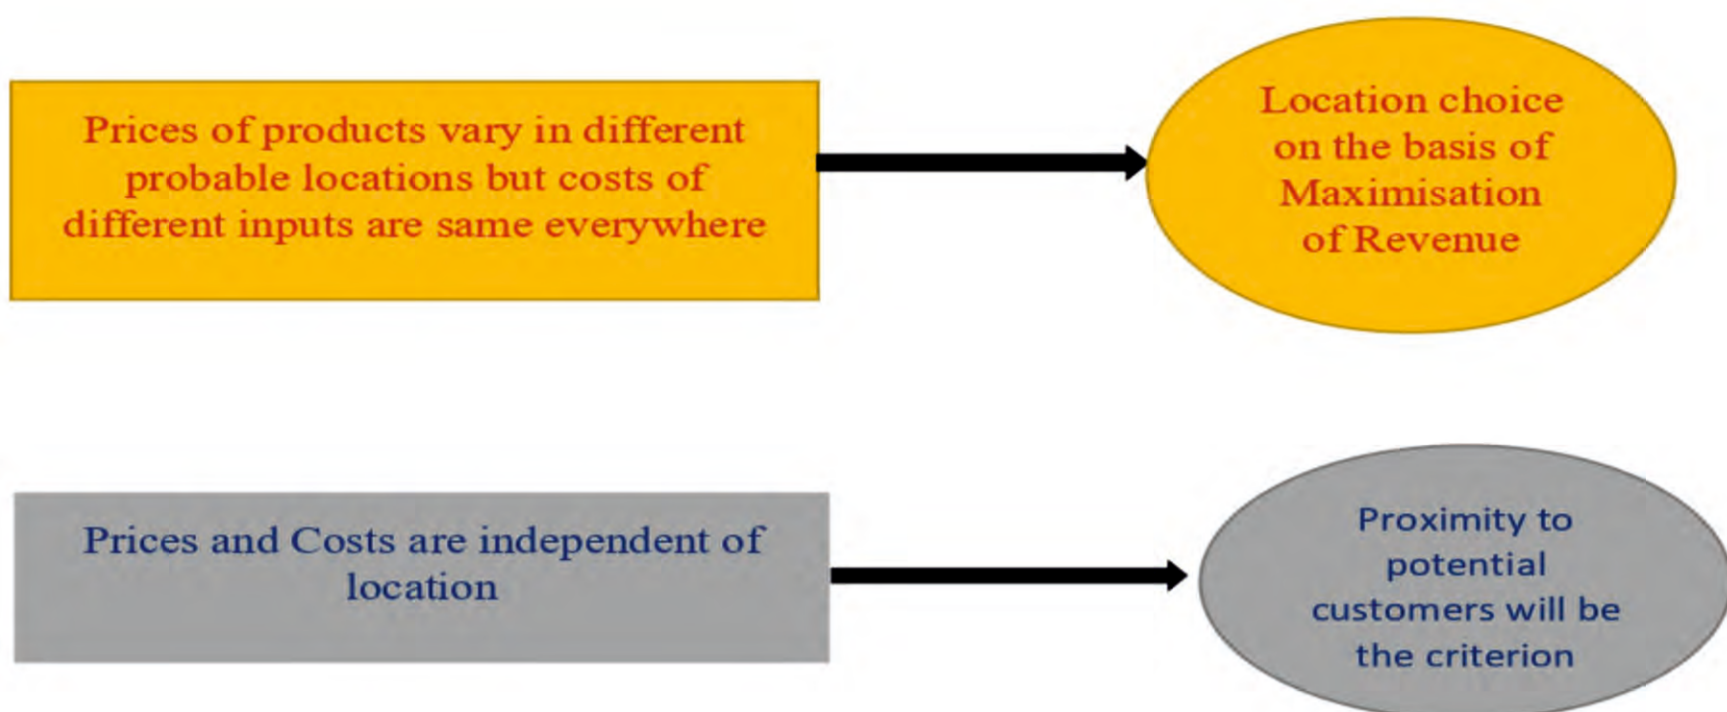 Prices of products vary in different
probable locations but costs of
different inputs are same everywhere
Location choice
on the basis of
Maximisation
of Revenue
Prices and Costs are independent of
location
Proximity to
potential
customers will be
the criterion